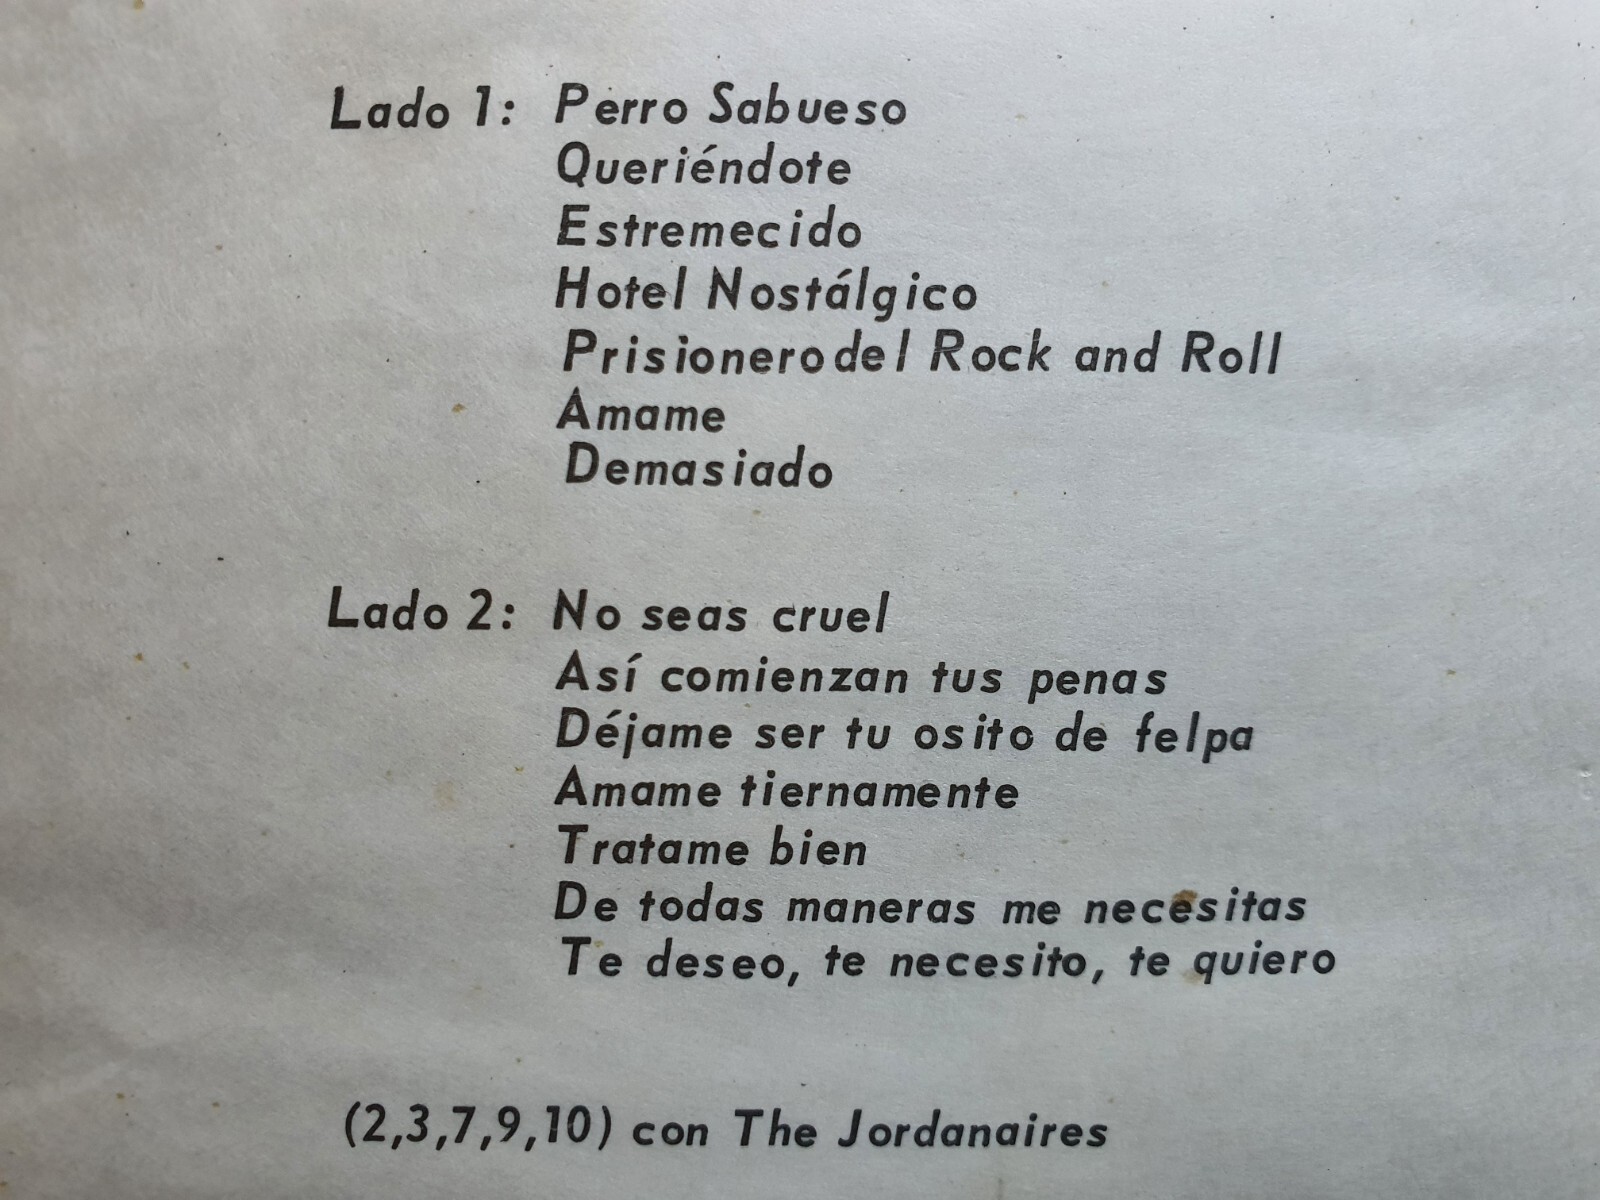 Lado 1: Perro Sabueso
Queriéndote
Estremecido
Hotel Nostálgico
Prisionero del Rock and Roll
Amame
Demasiado
Lado 2: No seas cruel
Así comienzan tus penas
Déjame ser tu osito de felpa
Amame tiernamente
Tratame bien
De todas maneras me necesitas
Te deseo, te necesito, te quiero
(2,3,7,9,10) con The Jordanaires